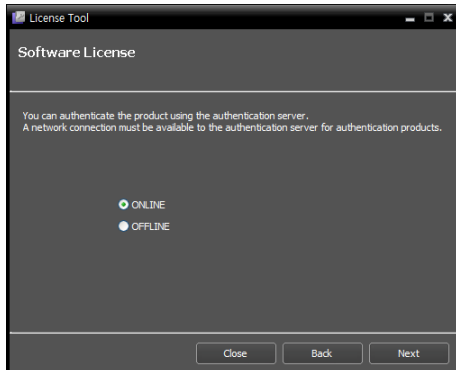 License Tool
Software License
You can authenticate the product using the authentication server.
A network connection must be available to the authentication server for authentication products.
ONLINE
OFFLINE
Close Back Next